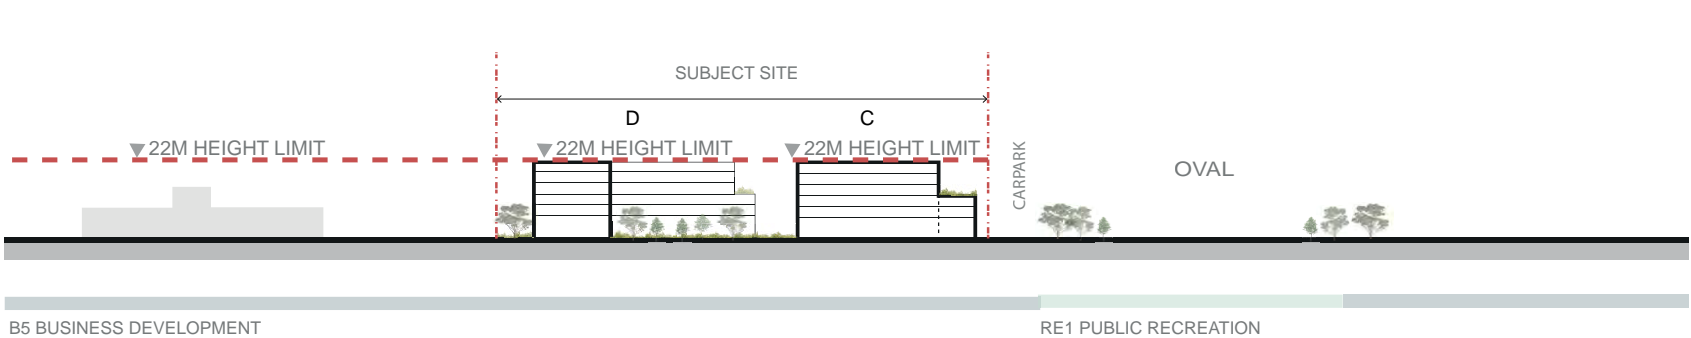 SUBJECT SITE
D
C
22M HEIGHT LIMIT
22M HEIGHT LIMIT
22M HEIGHT LIMIT
CARPARK
OVAL
B5 BUSINESS DEVELOPMENT
RE1 PUBLIC RECREATION